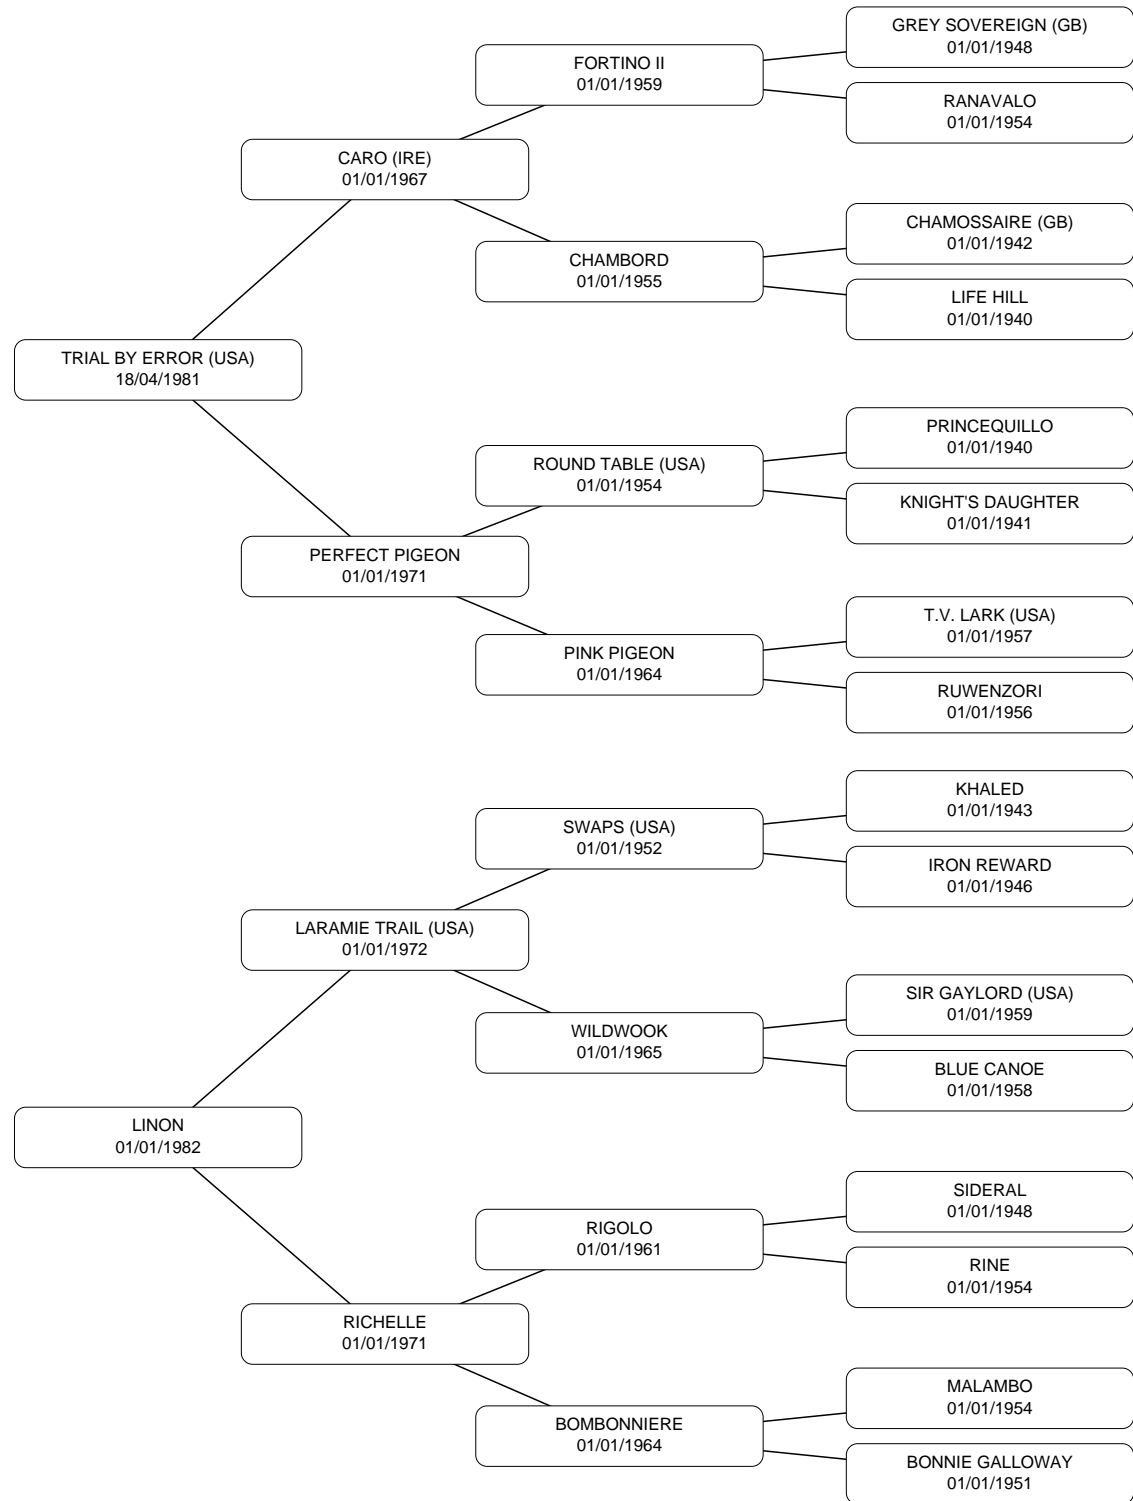 GREY SOVEREIGN (GB)
01/01/1948
FORTINO II
01/01/1959
RANAVALO
01/01/1954
CARO (IRE)
01/01/1967
CHAMOSSAIRE (GB)
01/01/1942
CHAMBORD
01/01/1955
LIFE HILL
01/01/1940
TRIAL BY ERROR (USA)
18/04/1981
PRINCEQUILLO
01/01/1940
ROUND TABLE (USA)
01/01/1954
KNIGHT'S DAUGHTER
01/01/1941
PERFECT PIGEON
01/01/1971
T.V. LARK (USA)
01/01/1957
PINK PIGEON
01/01/1964
RUWENZORI
01/01/1956
KHALED
01/01/1943
SWAPS (USA)
01/01/1952
IRON REWARD
01/01/1946
LARAMIE TRAIL (USA)
01/01/1972
SIR GAYLORD (USA)
01/01/1959
WILDWOOK
01/01/1965
BLUE CANOE
01/01/1958
LINON
01/01/1982
SIDERAL
01/01/1948
RIGOLO
01/01/1961
RINE
01/01/1954
RICHELLE
01/01/1971
MALAMBO
01/01/1954
BOMBONNIERE
01/01/1964
BONNIE GALLOWAY
01/01/1951